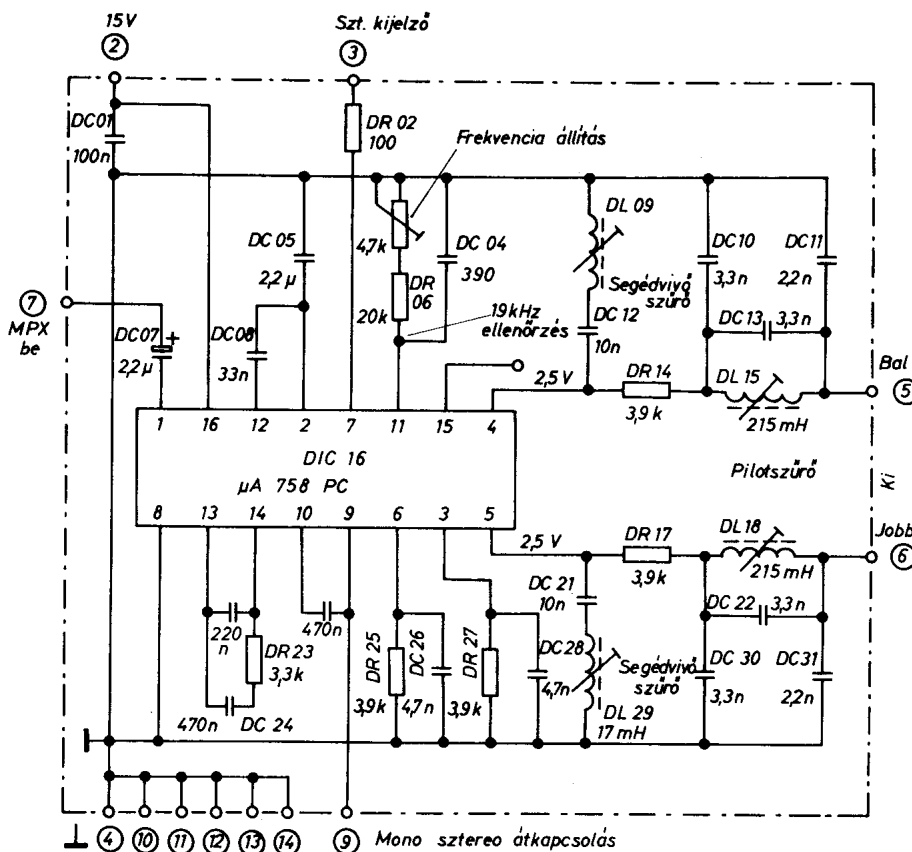 15V
②
Szt. kijelző
③
DC01
100n
DR 02
100
Frekvencia állítás
DC 05
2,2 µ
4,7k
DR
06
20k
DC 04
390
DL 09
Segédvivő
szűrő
DC10
3,3n
DC11
2,2n
⑦
MPX
be
DC07
+
2,2 µ
DC08
33n
19kHz
ellenőrzés
DC 12
10n
DC13
3,3n
2,5 V
DR 14
3,9 k
DL 15
215 mH
Bal
⑤
1 16 12 2 7 11 15 4
DIC 16
µA 758 PC
8 13 14 10 9 6 3 5
Pilotszűrő
Ki
2,5 V
DR 17
3,9k
DL18
215mH
Jobb
⑥
220
n
DR 23
3,3k
470n
DC 24
470n
DR 25
3,9k
DC 26
4,7n
DR 27
3,9k
DC28
4,7n
DC 21
10n
Segédvivő
szűrő
DL 29
17 mH
DC 22
3,3n
DC 30
3,3n
DC31
2,2n
④ ⑩ ⑪ ⑫ ⑬ ⑭ ⑨ Mono sztereo átkapcsolás